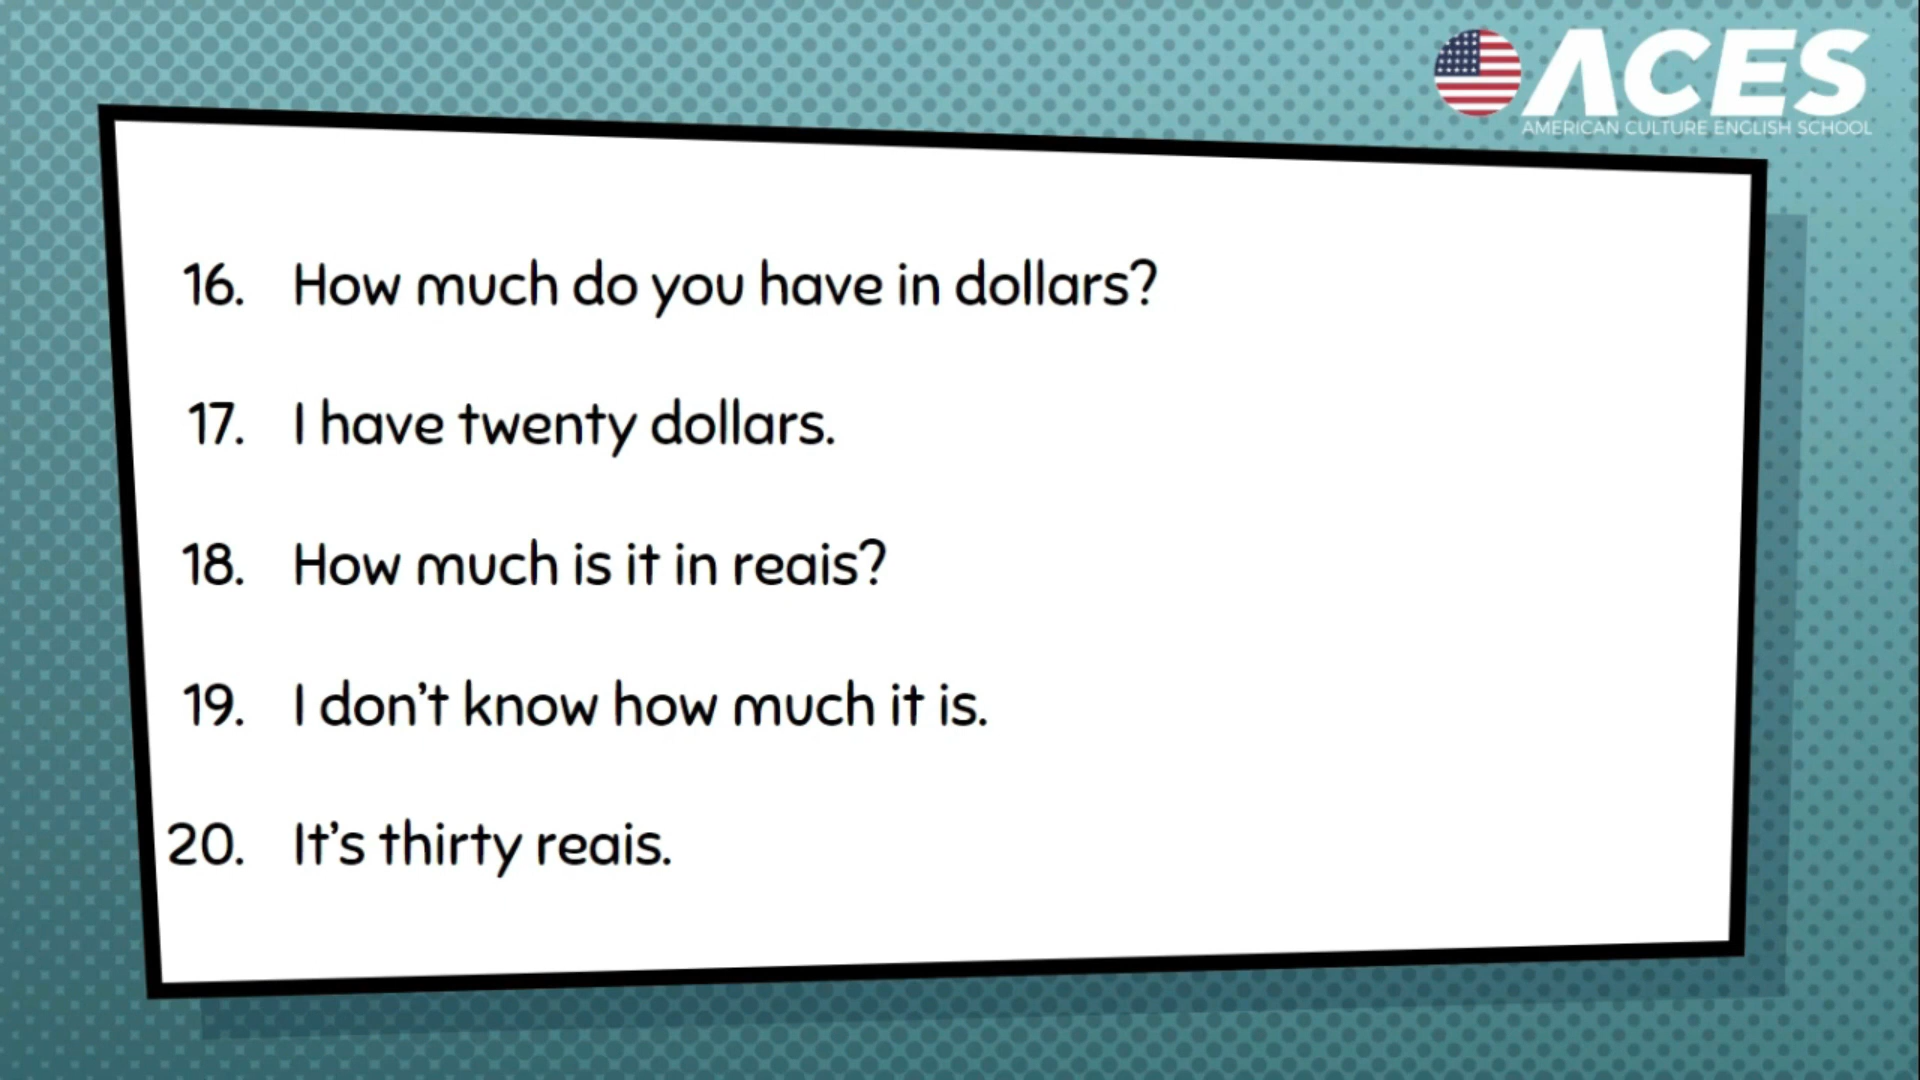 ACES
AMERICAN CULTURE ENGLISH SCHOOL
16. How much do you have in dollars?
17. I have twenty dollars.
18. How much is it in reais?
19. I don’t know how much it is.
20. It’s thirty reais.